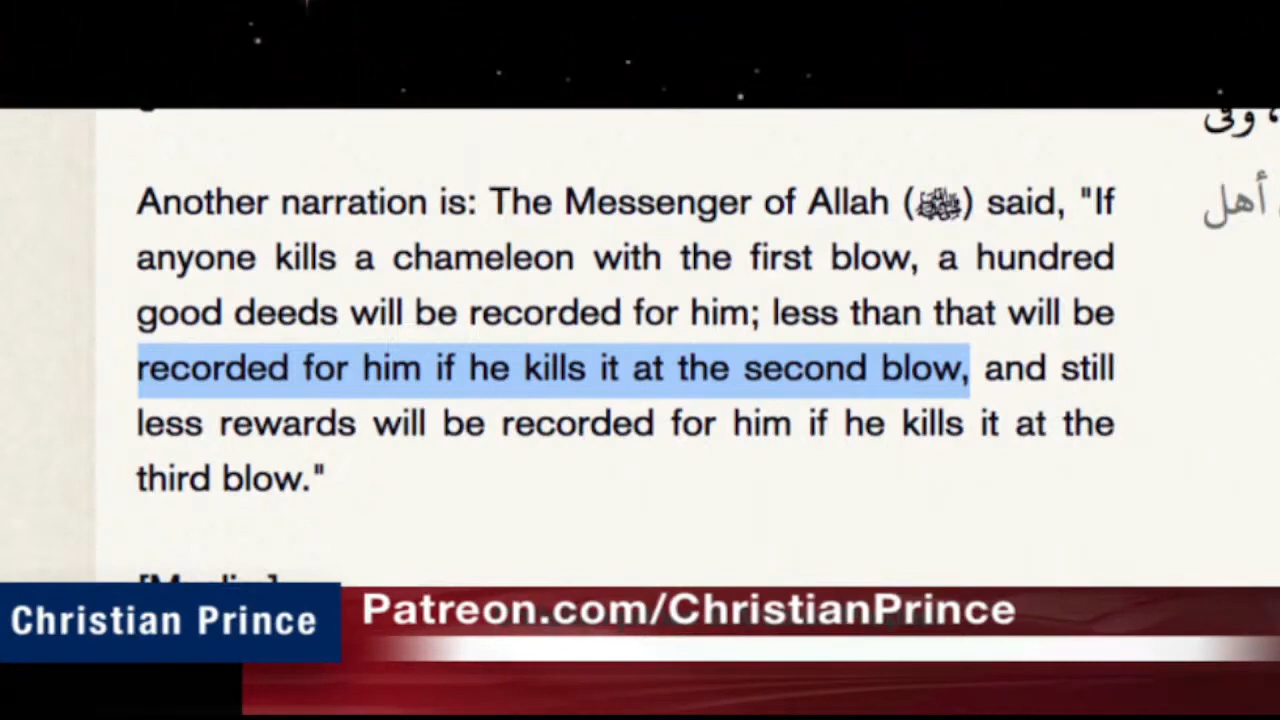 Another narration is: The Messenger of Allah (ﷺ) said, "If
anyone kills a chameleon with the first blow, a hundred
good deeds will be recorded for him; less than that will be
recorded for him if he kills it at the second blow, and still
less rewards will be recorded for him if he kills it at the
third blow."
[Muslim]
وفي
أهل
Christian Prince
Patreon.com/ChristianPrince